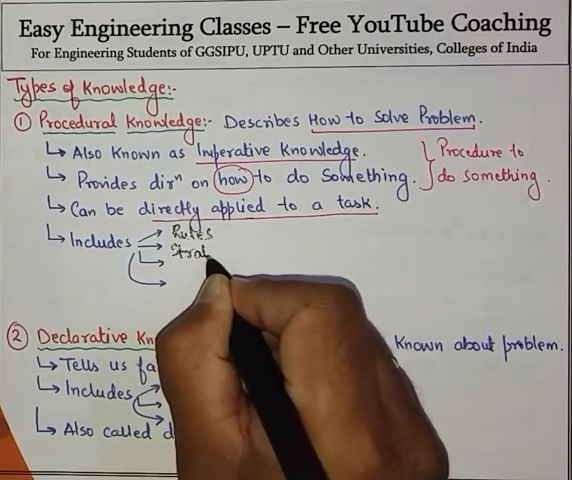 Easy Engineering Classes – Free YouTube Coaching
For Engineering Students of GGSIPU, UPTU and Other Universities, Colleges of India
Types of Knowledge:-
① Procedural Knowledge:- Describes How to Solve Problem.
↳ Also Known as Imperative Knowledge.
↳ Provides dirⁿ on how to do Something.
Procedure to
do something.
↳ Can be directly applied to a task.
↳ Includes → Rules
→ Strat
② Declarative Kn Known about problem.
↳ Tells us fa
↳ Includes
↳ Also called d